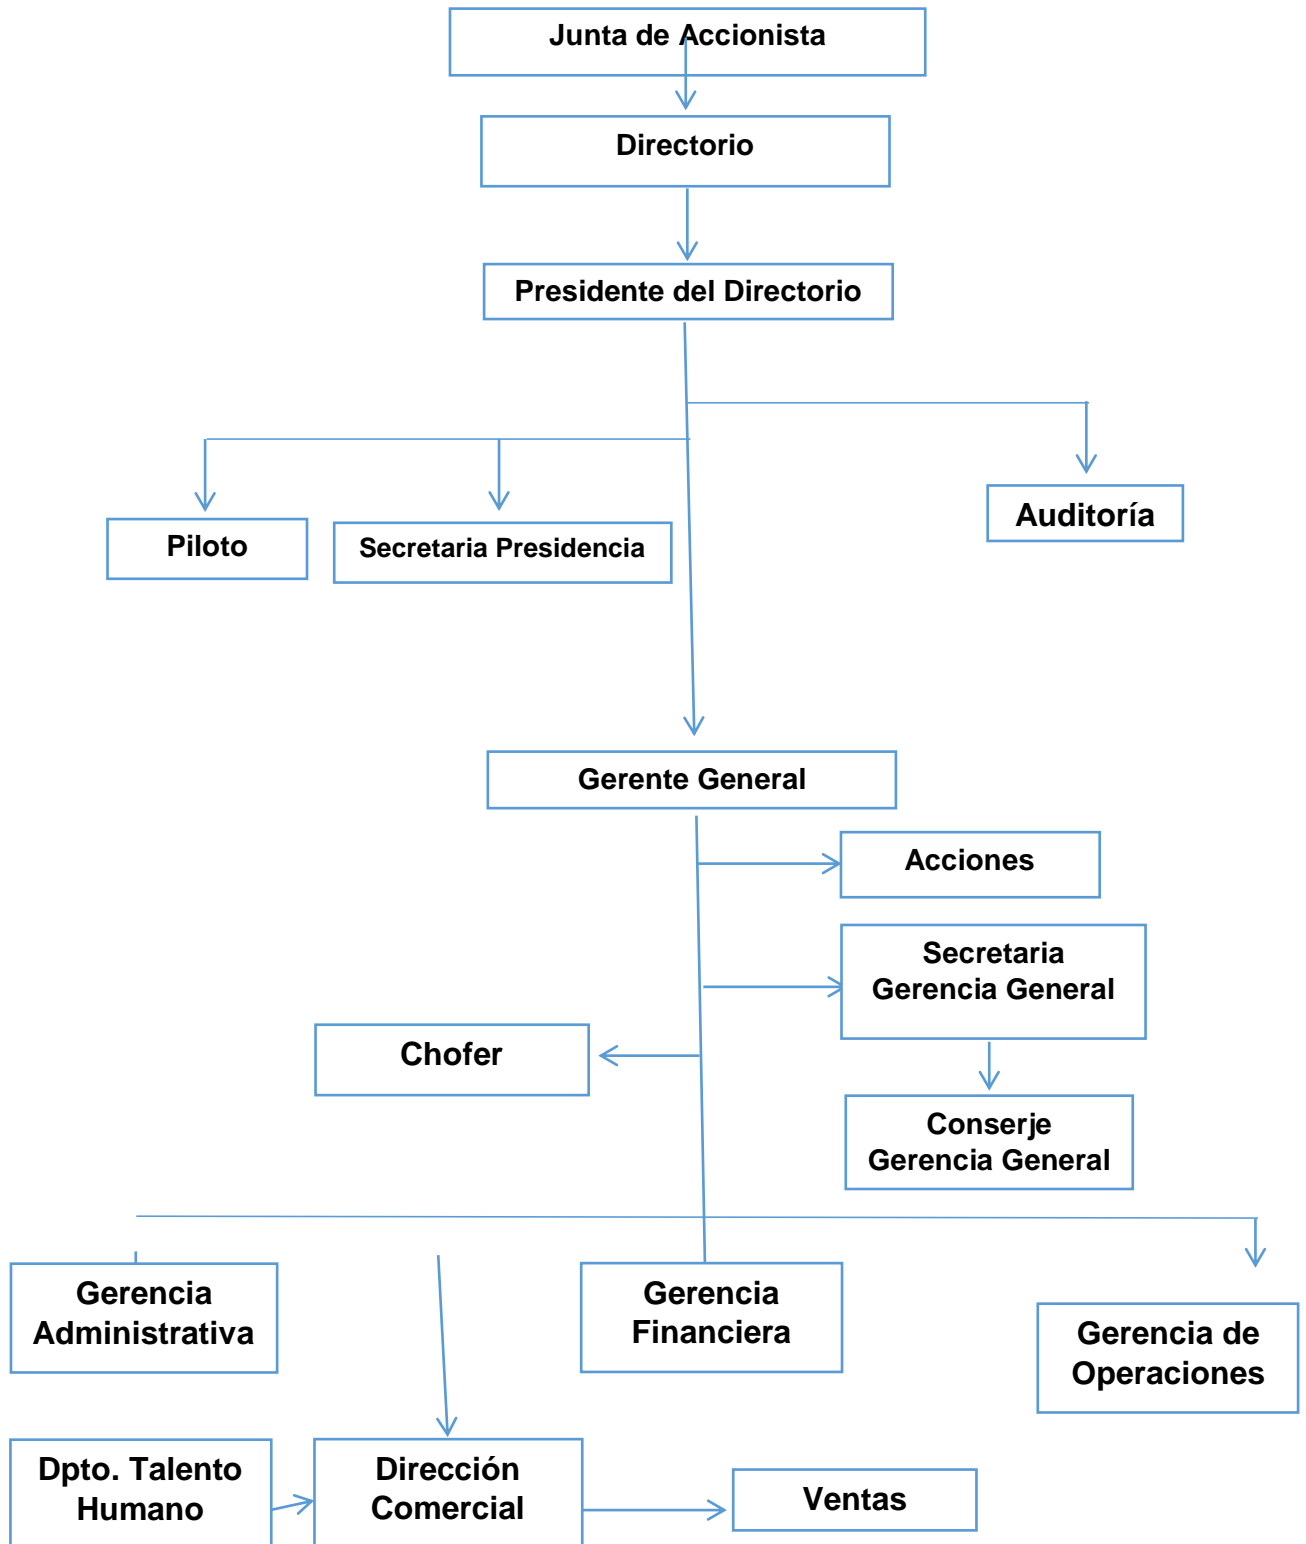 Junta de Accionista
Directorio
Presidente del Directorio
Piloto
Secretaria Presidencia
Auditoría
Gerente General
Acciones
Secretaria
Gerencia General
Chofer
Conserje
Gerencia General
Gerencia
Administrativa
Gerencia
Financiera
Gerencia de
Operaciones
Dpto. Talento
Humano
Dirección
Comercial
Ventas